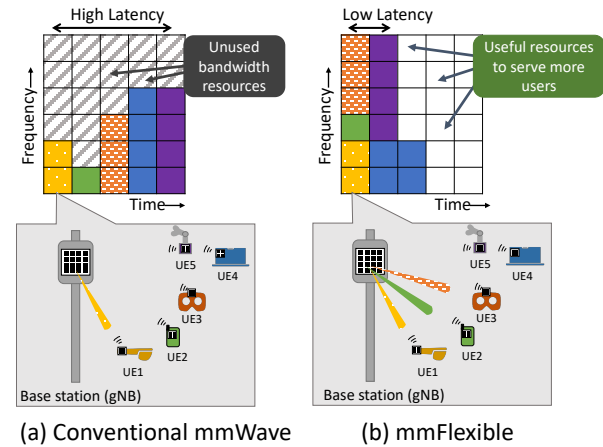 High Latency
Unused
bandwidth
resources
Frequency
Time
UE5
UE4
UE3
UE2
UE1
Base station (gNB)
(a) Conventional mmWave
Low Latency
Useful resources
to serve more
users
Frequency
Time
UE5
UE4
UE3
UE2
UE1
Base station (gNB)
(b) mmFlexible